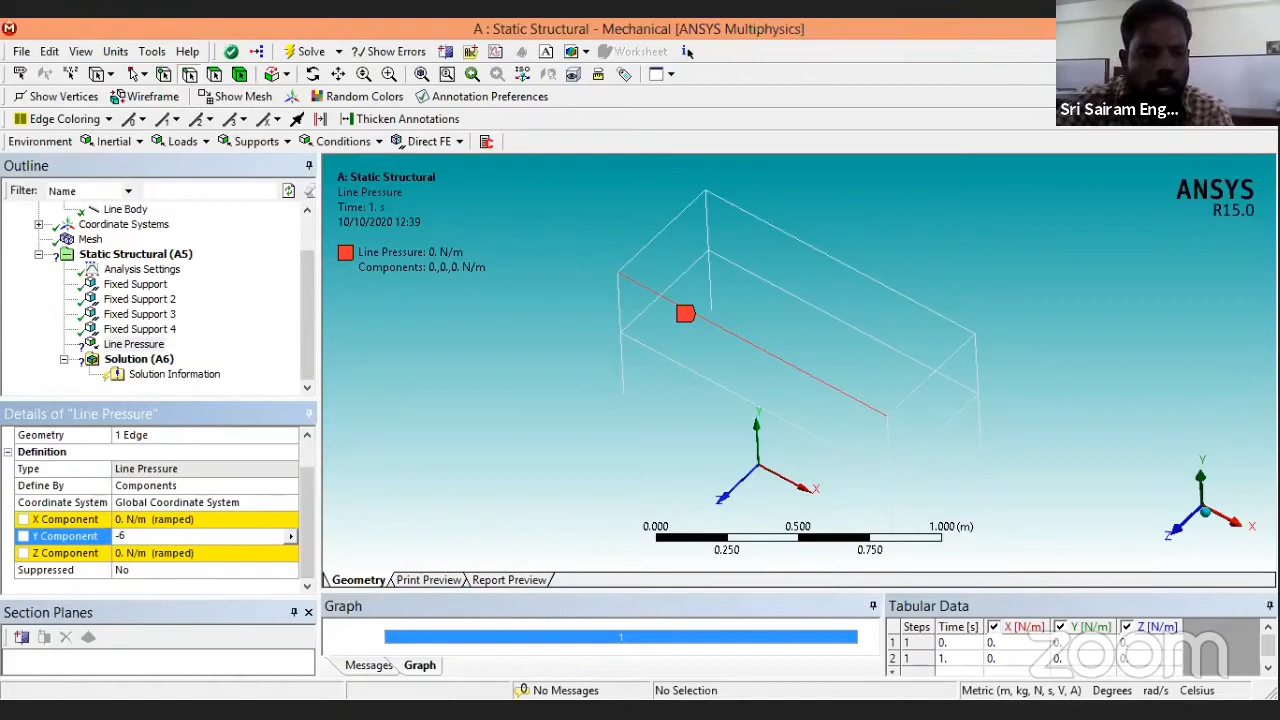 A : Static Structural - Mechanical [ANSYS Multiphysics]
File Edit View Units Tools Help Solve ?/ Show Errors Worksheet
Show Vertices Wireframe Show Mesh Random Colors Annotation Preferences
Edge Coloring Thicken Annotations
Environment Inertial Loads Supports Conditions Direct FE
Sri Sairam Eng...
Outline
Filter: Name
Line Body
Coordinate Systems
Mesh
Static Structural (A5)
Analysis Settings
Fixed Support
Fixed Support 2
Fixed Support 3
Fixed Support 4
Line Pressure
Solution (A6)
Solution Information
Details of "Line Pressure"
Geometry 1 Edge
Definition
Type Line Pressure
Define By Components
Coordinate System Global Coordinate System
X Component 0. N/m (ramped)
Y Component -6
Z Component 0. N/m (ramped)
Suppressed No
Section Planes
A: Static Structural
Line Pressure
Time: 1. s
10/10/2020 12:39
Line Pressure: 0. N/m
Components: 0.,0.,0. N/m
ANSYS
R15.0
Y
X
Z
Y
X
Z
0.000 0.500 1.000 (m)
0.250 0.750
Geometry Print Preview Report Preview
Graph
1
Messages Graph
Tabular Data
Steps Time [s] X [N/m] Y [N/m] Z [N/m]
1 1 0. 0. 0. 0.
2 1 1. 0. 0. 0.
*
zoom
0 No Messages No Selection Metric (m, kg, N, s, V, A) Degrees rad/s Celsius